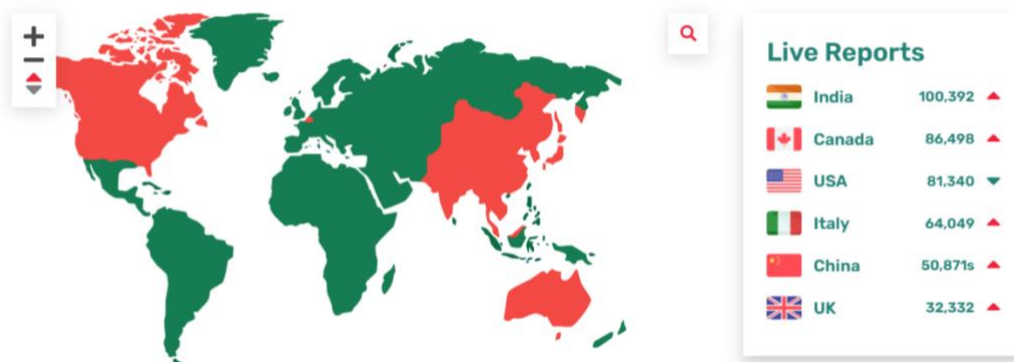 Live Reports
India 100,392
Canada 86,498
USA 81,340
Italy 64,049
China 50,871s
UK 32,332